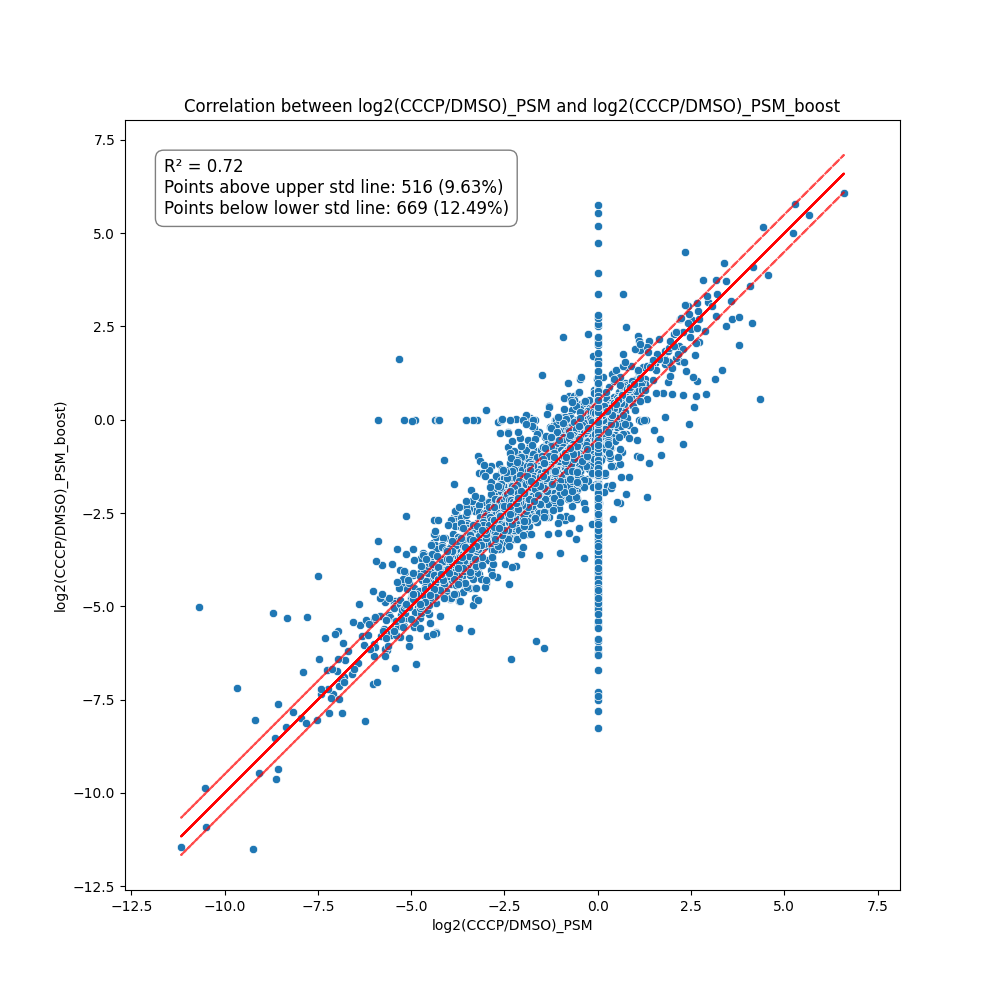 Correlation between log2(CCCP/DMSO)_PSM and log2(CCCP/DMSO)_PSM_boost
R² = 0.72
Points above upper std line: 516 (9.63%)
Points below lower std line: 669 (12.49%)
7.5
5.0
2.5
0.0
−2.5
−5.0
−7.5
−10.0
−12.5
log2(CCCP/DMSO)_PSM_boost)
−12.5 −10.0 −7.5 −5.0 −2.5 0.0 2.5 5.0 7.5
log2(CCCP/DMSO)_PSM